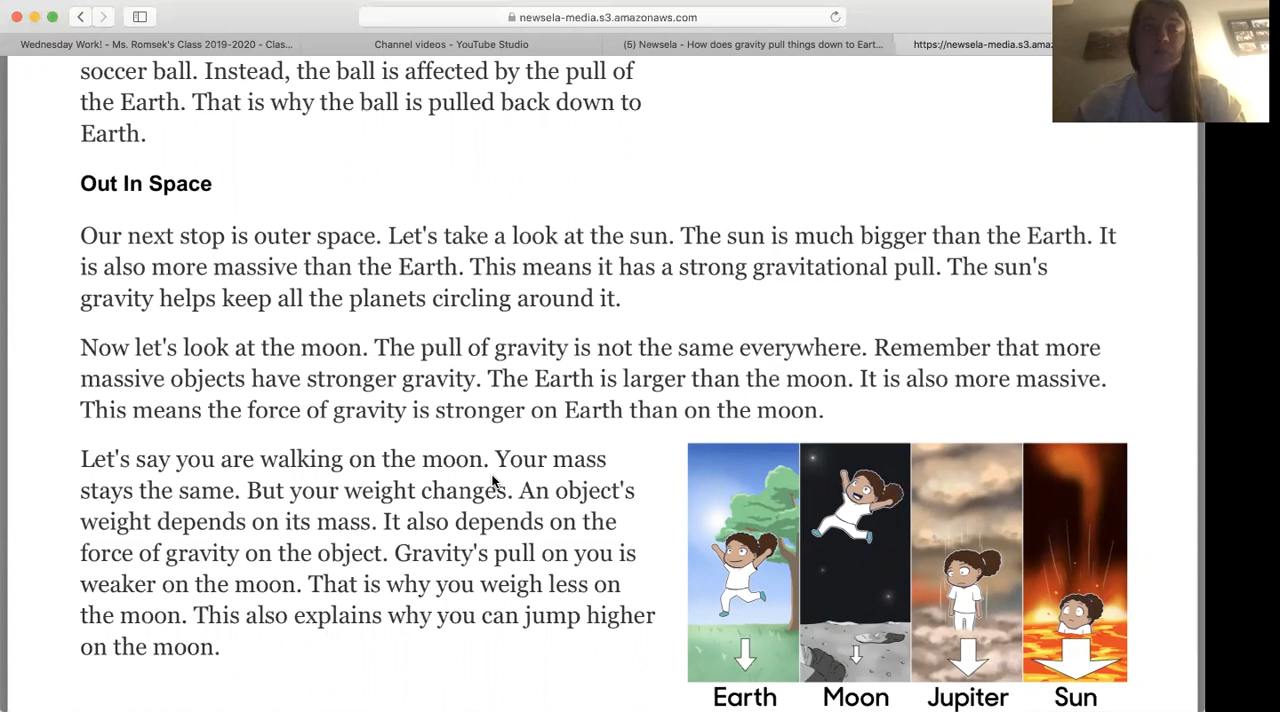 newsela-media.s3.amazonaws.com
Wednesday Work! - Ms. Romsek's Class 2019-2020 - Clas...
Channel videos - YouTube Studio
(5) Newsela - How does gravity pull things down to Eart...
https://newsela-media.s3.amaz
soccer ball. Instead, the ball is affected by the pull of
the Earth. That is why the ball is pulled back down to
Earth.
Out In Space
Our next stop is outer space. Let's take a look at the sun. The sun is much bigger than the Earth. It
is also more massive than the Earth. This means it has a strong gravitational pull. The sun's
gravity helps keep all the planets circling around it.
Now let's look at the moon. The pull of gravity is not the same everywhere. Remember that more
massive objects have stronger gravity. The Earth is larger than the moon. It is also more massive.
This means the force of gravity is stronger on Earth than on the moon.
Let's say you are walking on the moon. Your mass
stays the same. But your weight changes. An object's
weight depends on its mass. It also depends on the
force of gravity on the object. Gravity's pull on you is
weaker on the moon. That is why you weigh less on
the moon. This also explains why you can jump higher
on the moon.
Earth Moon Jupiter Sun